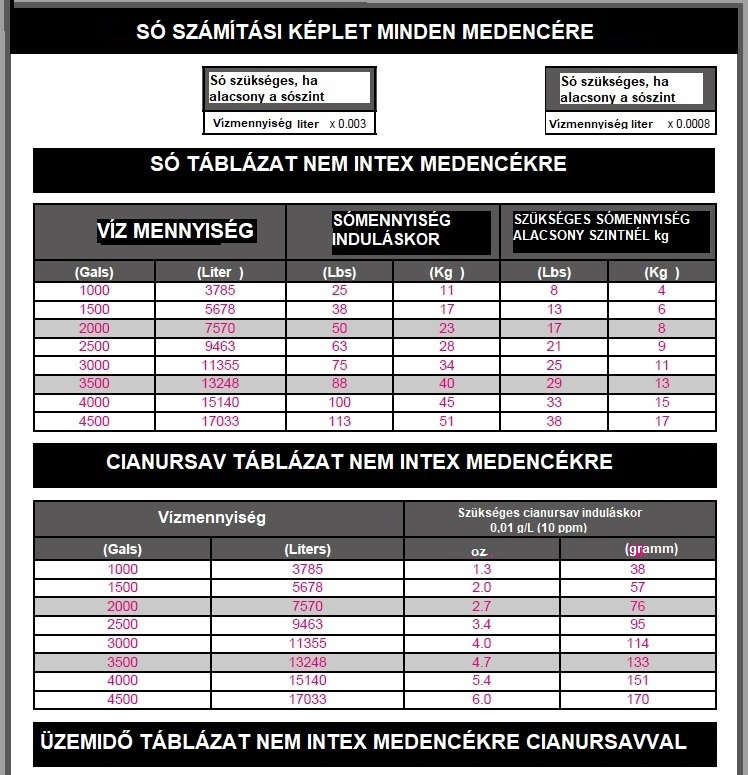 SÓ SZÁMÍTÁSI KÉPLET MINDEN MEDENCÉRE
Só szükséges, ha
alacsony a sószint
Vízmennyiség liter x 0.003
Só szükséges, ha
alacsony a sószint
Vízmennyiség liter x 0.0008
SÓ TÁBLÁZAT NEM INTEX MEDENCÉKRE
VÍZ MENNYISÉG
SÓMENNYISÉG
INDULÁSKOR
SZÜKSÉGES SÓMENNYISÉG
ALACSONY SZINTNÉL kg
(Gals) (Liter ) (Lbs) (Kg ) (Lbs) (Kg )
1000 3785 25 11 8 4
1500 5678 38 17 13 6
2000 7570 50 23 17 8
2500 9463 63 28 21 9
3000 11355 75 34 25 11
3500 13248 88 40 29 13
4000 15140 100 45 33 15
4500 17033 113 51 38 17
CIANURSAV TÁBLÁZAT NEM INTEX MEDENCÉKRE
Vízmennyiség
Szükséges cianursav induláskor
0,01 g/L (10 ppm)
(Gals) (Liters) oz. (gramm)
1000 3785 1.3 38
1500 5678 2.0 57
2000 7570 2.7 76
2500 9463 3.4 95
3000 11355 4.0 114
3500 13248 4.7 133
4000 15140 5.4 151
4500 17033 6.0 170
ÜZEMIDŐ TÁBLÁZAT NEM INTEX MEDENCÉKRE CIANURSAVVAL